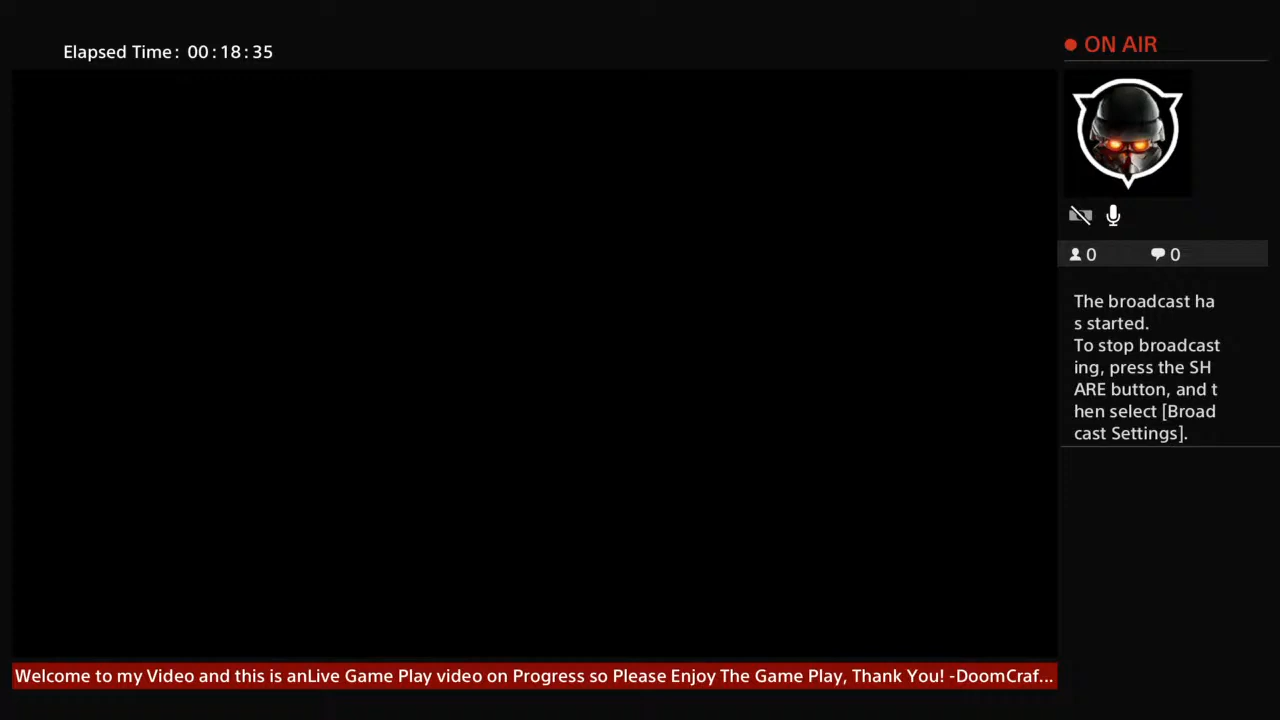 Elapsed Time: 00:18:35
ON AIR
0 0
The broadcast ha
s started.
To stop broadcast
ing, press the SH
ARE button, and t
hen select [Broad
cast Settings].
Welcome to my Video and this is anLive Game Play video on Progress so Please Enjoy The Game Play, Thank You! -DoomCraf...